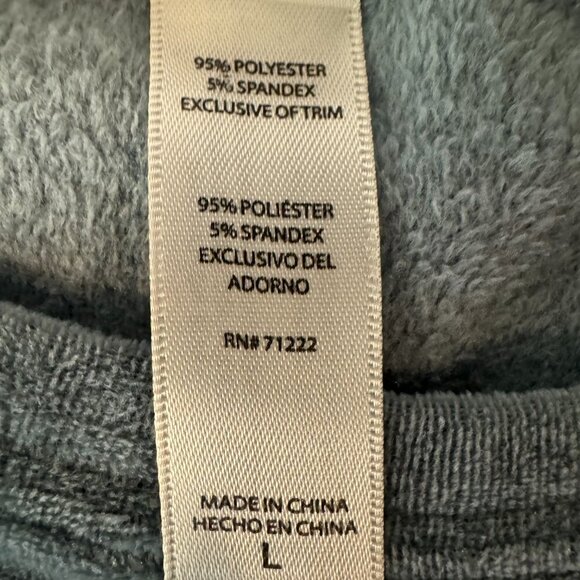 95% POLYESTER
5% SPANDEX
EXCLUSIVE OF TRIM
95% POLIÉSTER
5% SPANDEX
EXCLUSIVO DEL
ADORNO
RN# 71222
MADE IN CHINA
HECHO EN CHINA
L